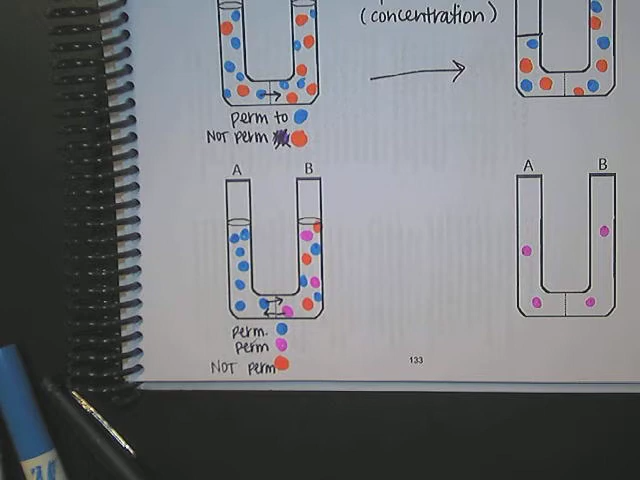 (concentration)
perm to
NOT perm
A B
A B
perm.
perm
NOT perm
133